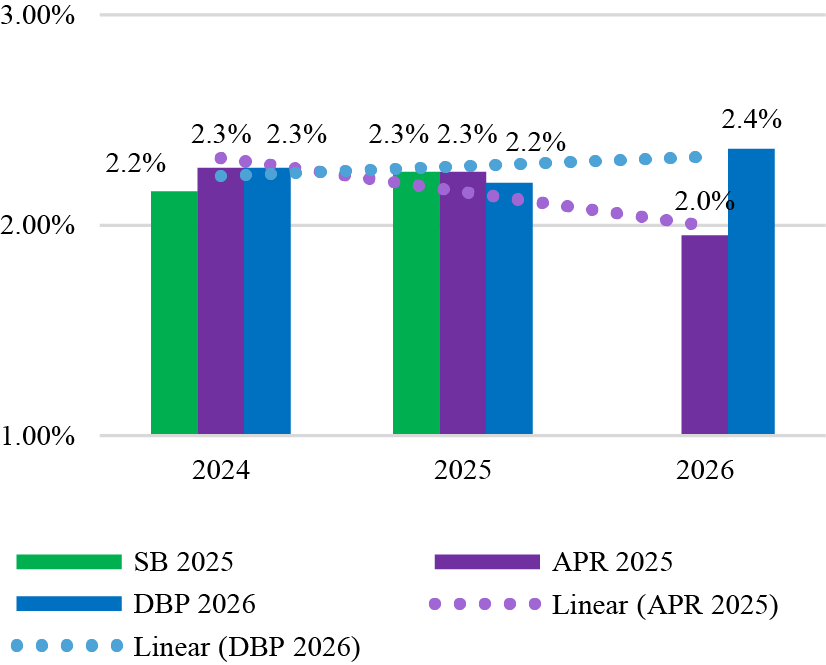 3.00%
2.4%
2.3% 2.3% 2.3% 2.3% 2.2%
2.2%
2.0%
2.00%
1.00%
2024 2025 2026
SB 2025 APR 2025
DBP 2026 Linear (APR 2025)
Linear (DBP 2026)